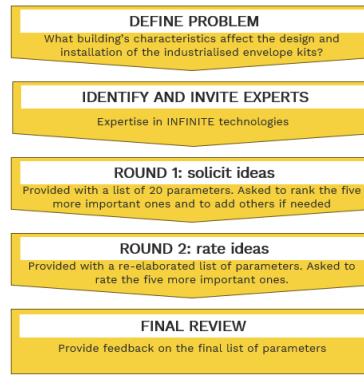 DEFINE PROBLEM
What building's characteristics affect the design and
installation of the industrialised envelope kits?
IDENTIFY AND INVITE EXPERTS
Expertise in INFINITE technologies
ROUND 1: solicit ideas
Provided with a list of 20 parameters. Asked to rank the five
more important ones and to add others if needed
ROUND 2: rate ideas
Provided with a re-elaborated list of parameters. Asked to
rate the five more important ones.
FINAL REVIEW
Provide feedback on the final list of parameters